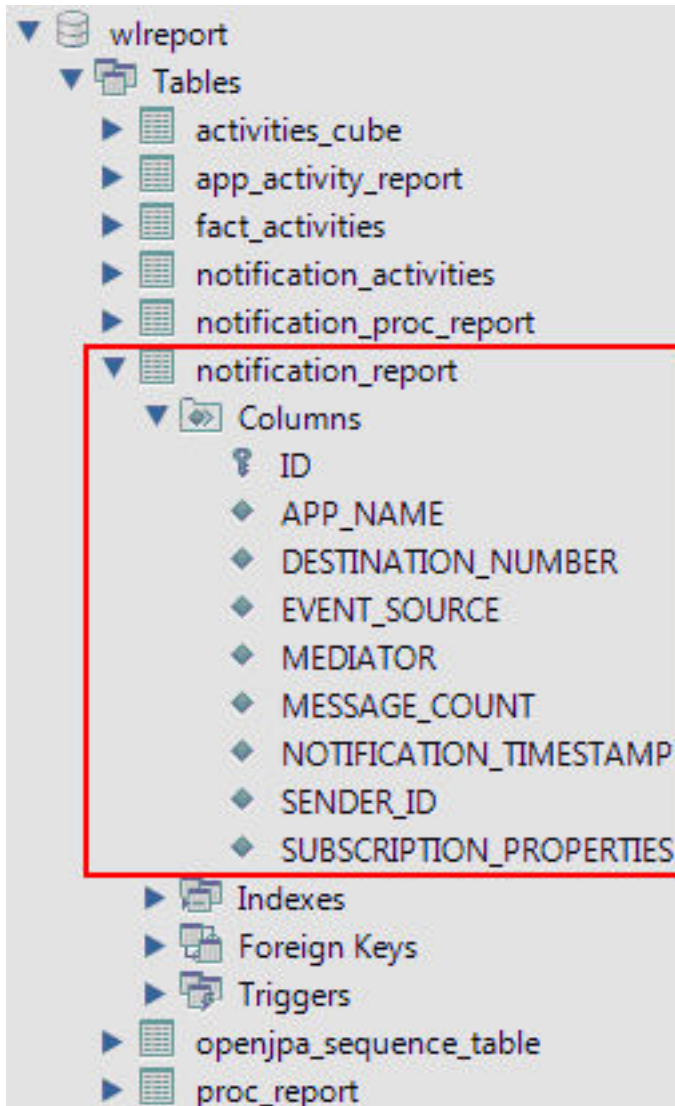 wlreport
Tables
activities_cube
app_activity_report
fact_activities
notification_activities
notification_proc_report
notification_report
Columns
ID
APP_NAME
DESTINATION_NUMBER
EVENT_SOURCE
MEDIATOR
MESSAGE_COUNT
NOTIFICATION_TIMESTAMP
SENDER_ID
SUBSCRIPTION_PROPERTIES
Indexes
Foreign Keys
Triggers
openjpa_sequence_table
proc_report